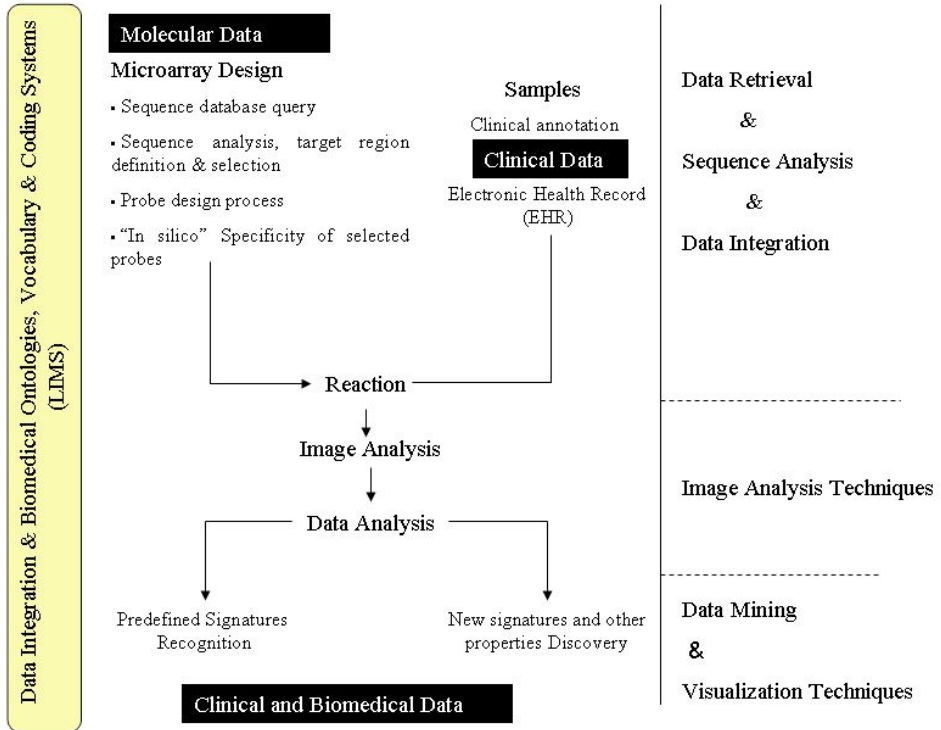 Data Integration & Biomedical Ontologies, Vocabulary & Coding Systems
(LIMS)
Molecular Data
Microarray Design
▪ Sequence database query
▪ Sequence analysis, target region
definition & selection
▪ Probe design process
▪ “In silico” Specificity of selected
probes
Samples
Clinical annotation
Clinical Data
Electronic Health Record
(EHR)
Reaction
Image Analysis
Data Analysis
Predefined Signatures
Recognition
New signatures and other
properties Discovery
Clinical and Biomedical Data
Data Retrieval
&
Sequence Analysis
&
Data Integration
Image Analysis Techniques
Data Mining
&
Visualization Techniques